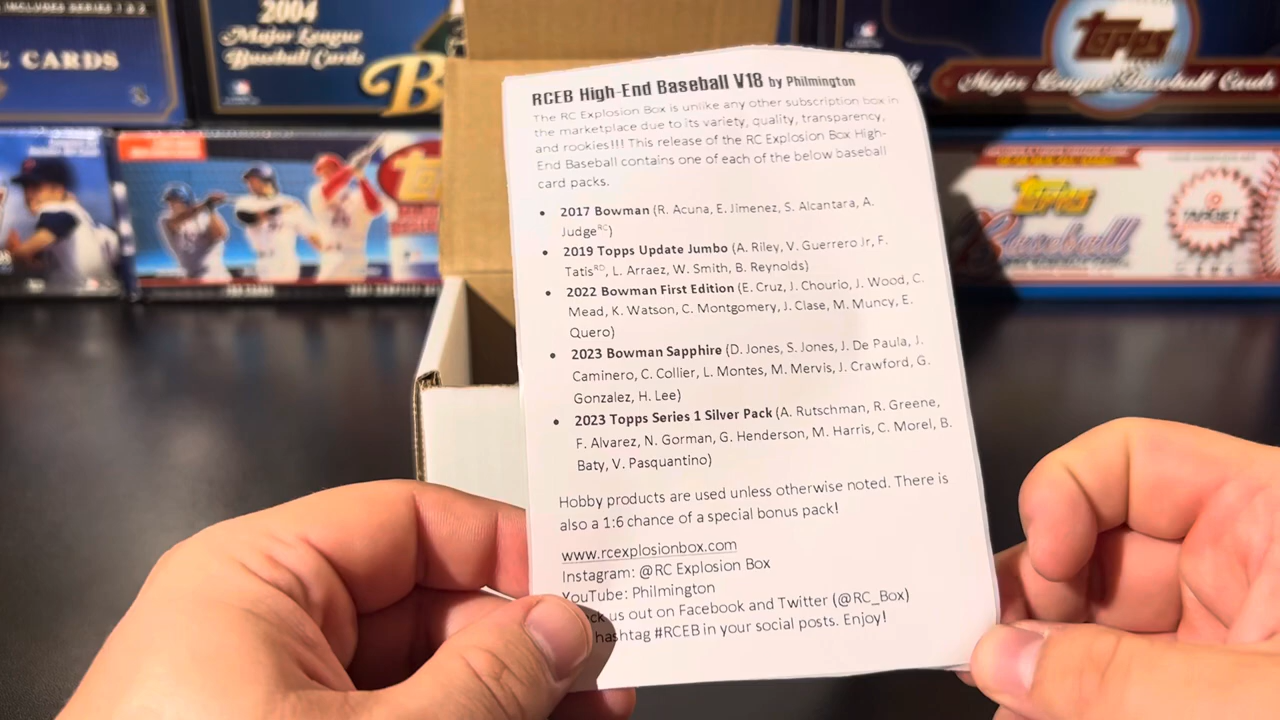 INCLUDES SERIES 1 & 2
CARDS
2004
Major League
Baseball Cards
B
Topps
Major League Baseball Cards
Topps
Baseball
TARGET
RCEB High-End Baseball V18 by Philmington
The RC Explosion Box is unlike any other subscription box in
the marketplace due to its variety, quality, transparency,
and rookies!!! This release of the RC Explosion Box High-
End Baseball contains one of each of the below baseball
card packs.
• 2017 Bowman (R. Acuna, E. Jimenez, S. Alcantara, A.
Judge RC)
• 2019 Topps Update Jumbo (A. Riley, V. Guerrero Jr, F.
Tatis RD, L. Arraez, W. Smith, B. Reynolds)
• 2022 Bowman First Edition (E. Cruz, J. Chourio, J. Wood, C.
Mead, K. Watson, C. Montgomery, J. Clase, M. Muncy, E.
Quero)
• 2023 Bowman Sapphire (D. Jones, S. Jones, J. De Paula, J.
Caminero, C. Collier, L. Montes, M. Mervis, J. Crawford, G.
Gonzalez, H. Lee)
• 2023 Topps Series 1 Silver Pack (A. Rutschman, R. Greene,
F. Alvarez, N. Gorman, G. Henderson, M. Harris, C. Morel, B.
Baty, V. Pasquantino)
Hobby products are used unless otherwise noted. There is
also a 1:6 chance of a special bonus pack!
www.rcexplosionbox.com
Instagram: @RC Explosion Box
YouTube: Philmington
us out on Facebook and Twitter (@RC_Box)
hashtag #RCEB in your social posts. Enjoy!